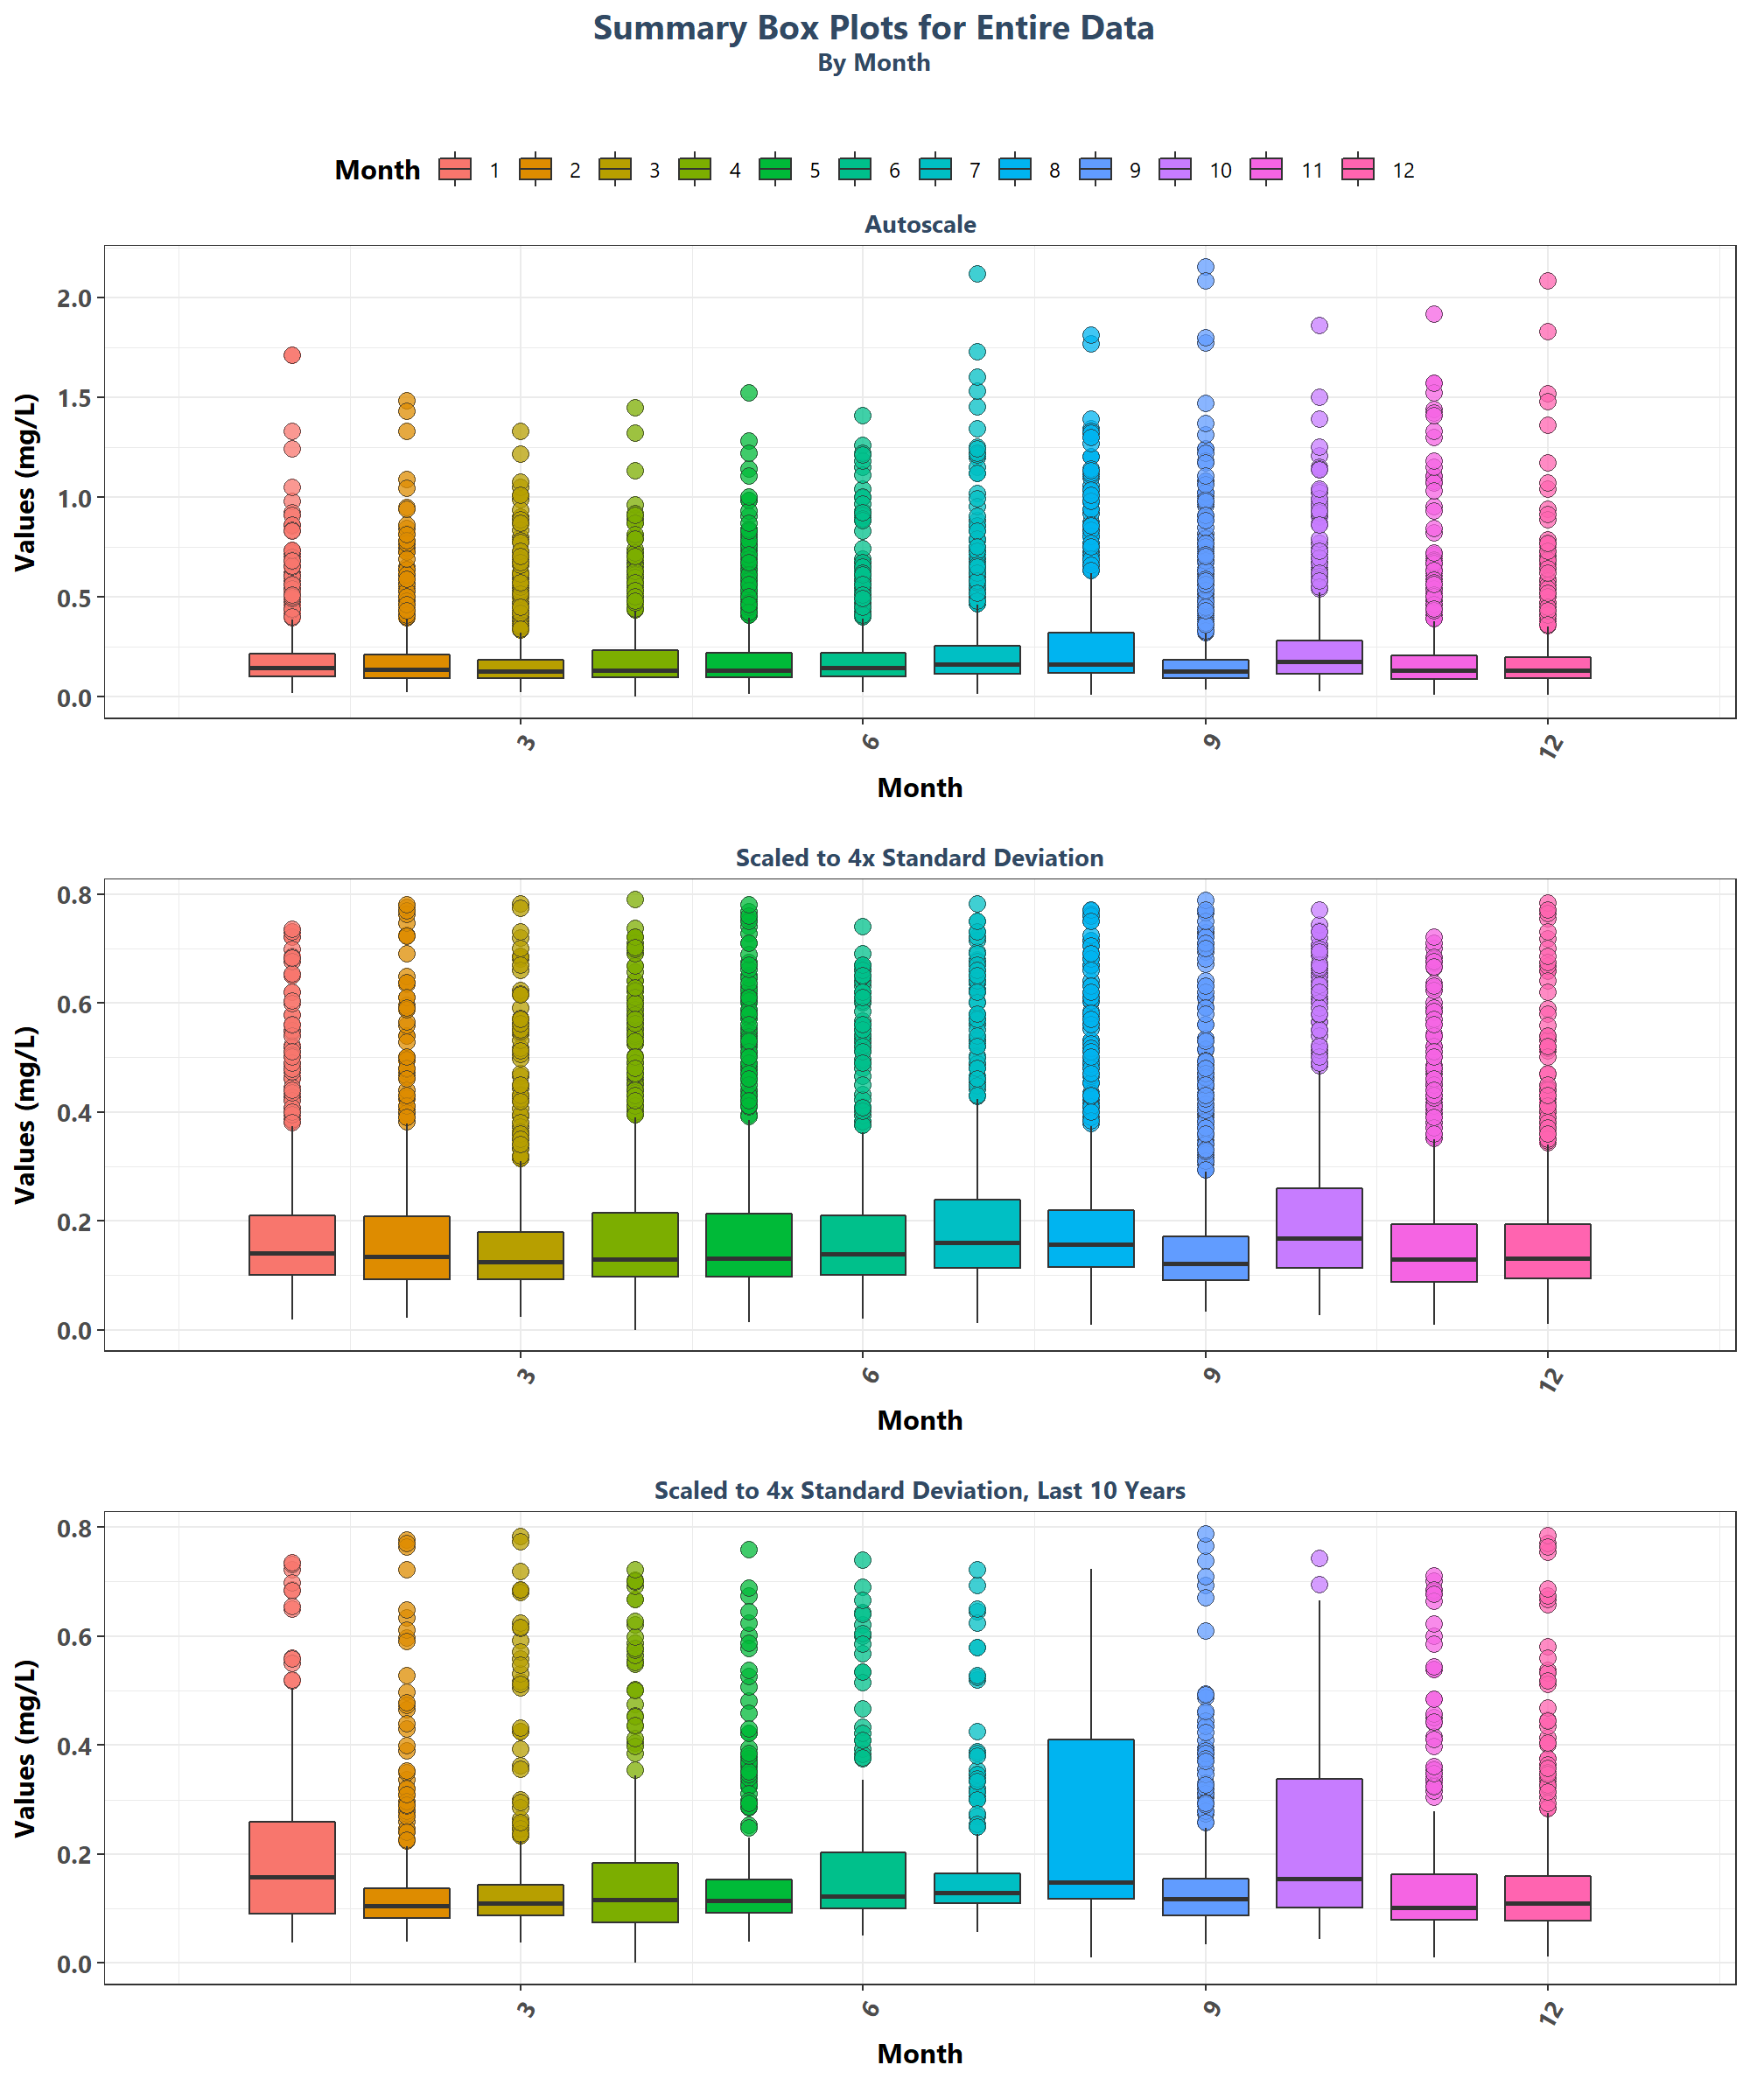 Summary Box Plots for Entire Data
By Month
Month 1 2 3 4 5 6 7 8 9 10 11 12
Autoscale
Values (mg/L)
2.0
1.5
1.0
0.5
0.0
3 6 9 12
Month
Scaled to 4x Standard Deviation
Values (mg/L)
0.8
0.6
0.4
0.2
0.0
3 6 9 12
Month
Scaled to 4x Standard Deviation, Last 10 Years
Values (mg/L)
0.8
0.6
0.4
0.2
0.0
3 6 9 12
Month